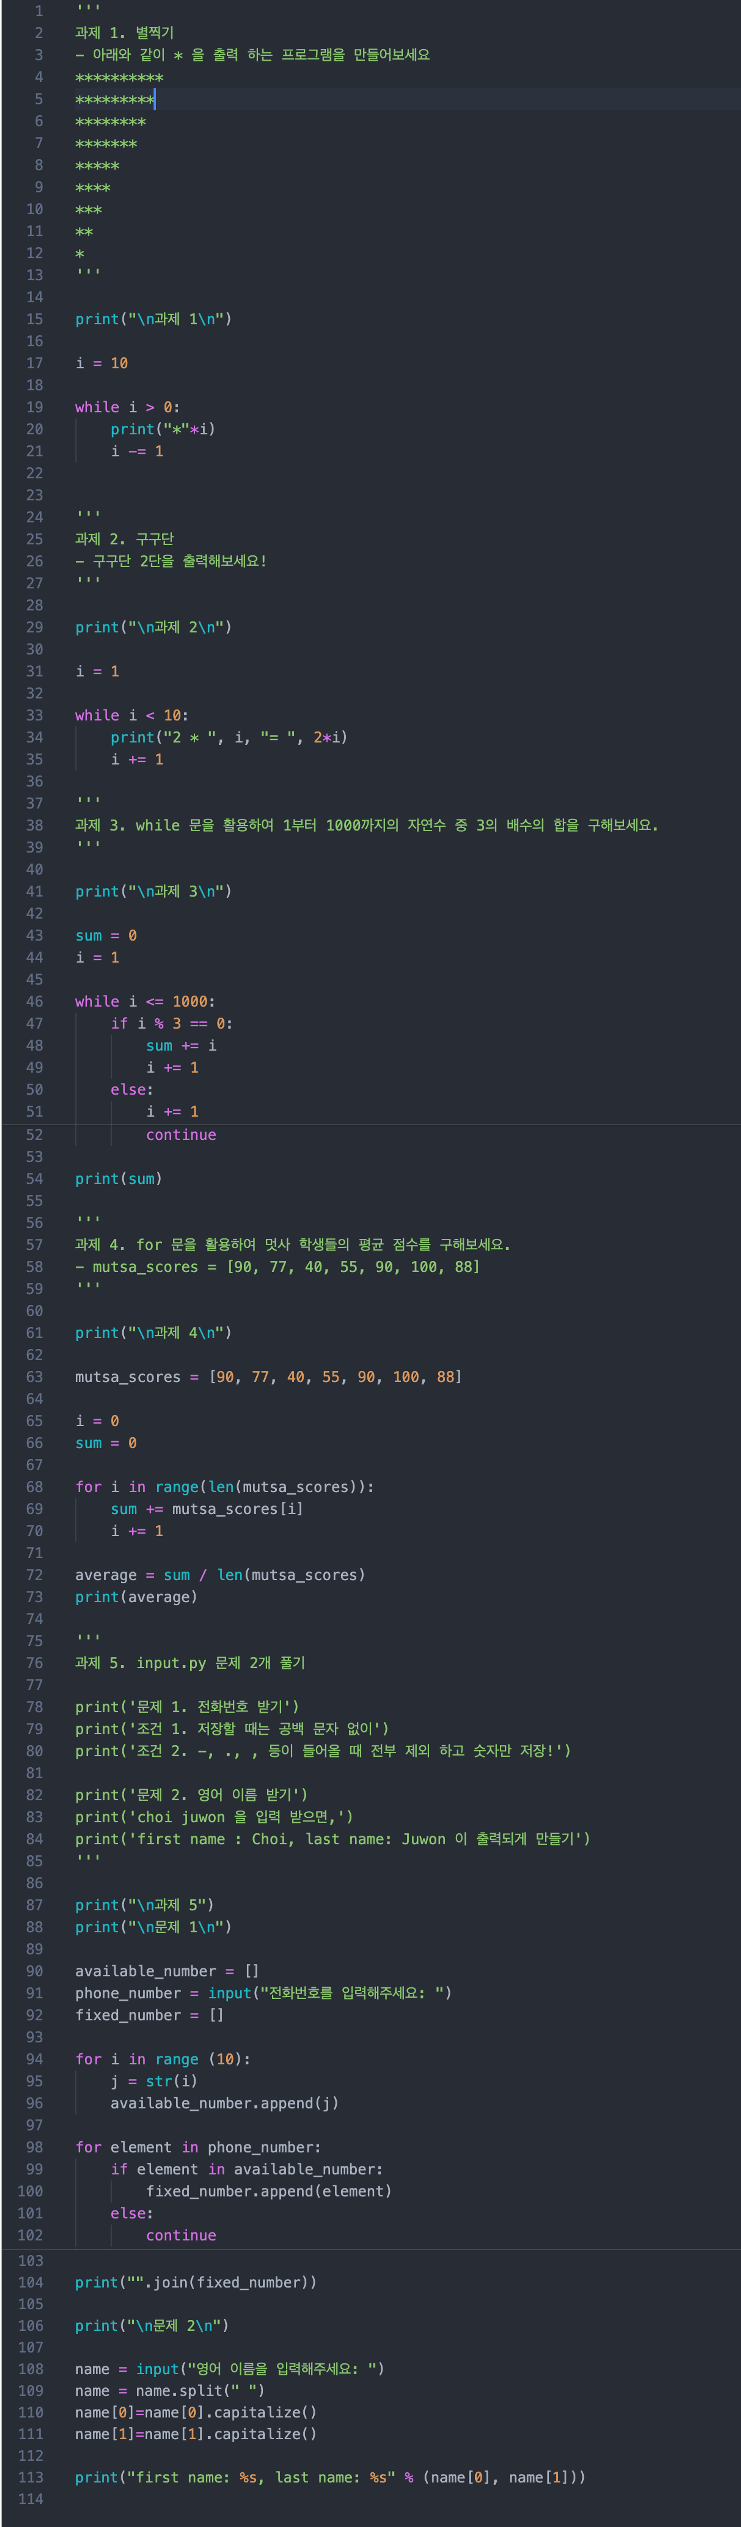 1 '''
2 과제 1. 별찍기
3 - 아래와 같이 * 을 출력 하는 프로그램을 만들어보세요
4 **********
5 *********
6 ********
7 *******
8 *****
9 ****
10 ***
11 **
12 *
13 '''
14
15 print("\n과제 1\n")
16
17 i = 10
18
19 while i > 0:
20     print("*"*i)
21     i -= 1
22
23
24 '''
25 과제 2. 구구단
26 - 구구단 2단을 출력해보세요!
27 '''
28
29 print("\n과제 2\n")
30
31 i = 1
32
33 while i < 10:
34     print("2 * ", i, "= ", 2*i)
35     i += 1
36
37 '''
38 과제 3. while 문을 활용하여 1부터 1000까지의 자연수 중 3의 배수의 합을 구해보세요.
39 '''
40
41 print("\n과제 3\n")
42
43 sum = 0
44 i = 1
45
46 while i <= 1000:
47     if i % 3 == 0:
48         sum += i
49         i += 1
50     else:
51         i += 1
52         continue
53
54 print(sum)
55
56 '''
57 과제 4. for 문을 활용하여 멋사 학생들의 평균 점수를 구해보세요.
58 - mutsa_scores = [90, 77, 40, 55, 90, 100, 88]
59 '''
60
61 print("\n과제 4\n")
62
63 mutsa_scores = [90, 77, 40, 55, 90, 100, 88]
64
65 i = 0
66 sum = 0
67
68 for i in range(len(mutsa_scores)):
69     sum += mutsa_scores[i]
70     i += 1
71
72 average = sum / len(mutsa_scores)
73 print(average)
74
75 '''
76 과제 5. input.py 문제 2개 풀기
77
78 print('문제 1. 전화번호 받기')
79 print('조건 1. 저장할 때는 공백 문자 없이')
80 print('조건 2. -, ., , 등이 들어올 때 전부 제외 하고 숫자만 저장!')
81
82 print('문제 2. 영어 이름 받기')
83 print('choi juwon 을 입력 받으면,')
84 print('first name : Choi, last name: Juwon 이 출력되게 만들기')
85 '''
86
87 print("\n과제 5")
88 print("\n문제 1\n")
89
90 available_number = []
91 phone_number = input("전화번호를 입력해주세요: ")
92 fixed_number = []
93
94 for i in range (10):
95     j = str(i)
96     available_number.append(j)
97
98 for element in phone_number:
99     if element in available_number:
100         fixed_number.append(element)
101     else:
102         continue
103
104 print("".join(fixed_number))
105
106 print("\n문제 2\n")
107
108 name = input("영어 이름을 입력해주세요: ")
109 name = name.split(" ")
110 name[0]=name[0].capitalize()
111 name[1]=name[1].capitalize()
112
113 print("first name: %s, last name: %s" % (name[0], name[1]))
114